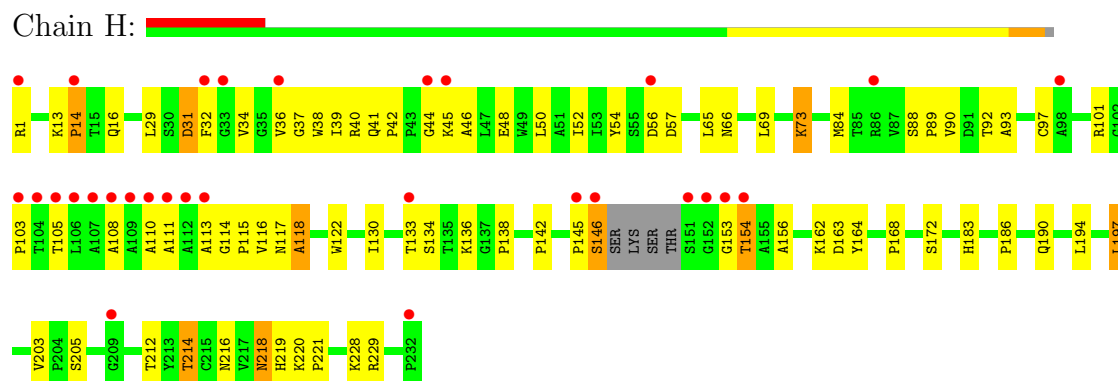 Chain H:
R1 K13 P14 T15 Q16 L29 S30 D31 F32 G33 V34 G35 V36 G37 W38 I39 R40 Q41 P42 P43 G44 K45 A46 L47 E48 W49 L50 A51 I52 I53 Y54 S55 D56 D57 L65 N66 L69 K73 M84 T85 R86 V87 S88 P89 V90 D91 T92 A93 C97 A98 R101
P103 T104 T105 L106 A107 A108 A109 A110 A111 A112 A113 G114 P115 V116 N117 A118 W122 I130 T133 S134 T135 K136 G137 P138 P142 P145 S146 SER LYS SER THR S151 G152 G153 T154 A155 A156 K162 D163 Y164 P168 S172 H183 P186 Q190 L194
V203 P204 S205 G209 T212 Y213 T214 C215 N216 V217 N218 H219 K220 P221 K228 R229 P232